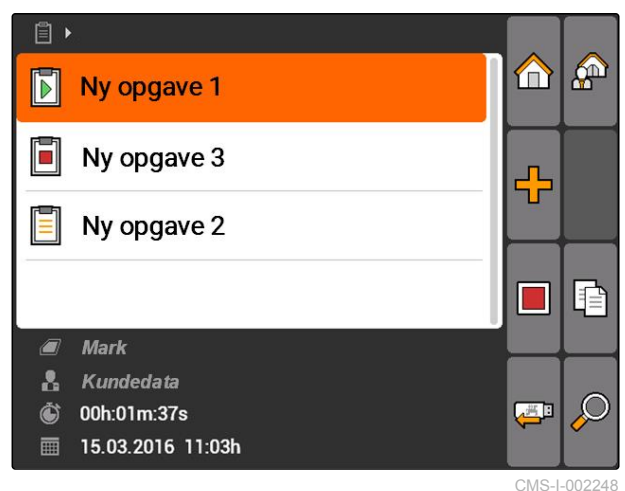 Ny opgave 1
Ny opgave 3
Ny opgave 2
Mark
Kundedata
00h:01m:37s
15.03.2016 11:03h
CMS-I-002248